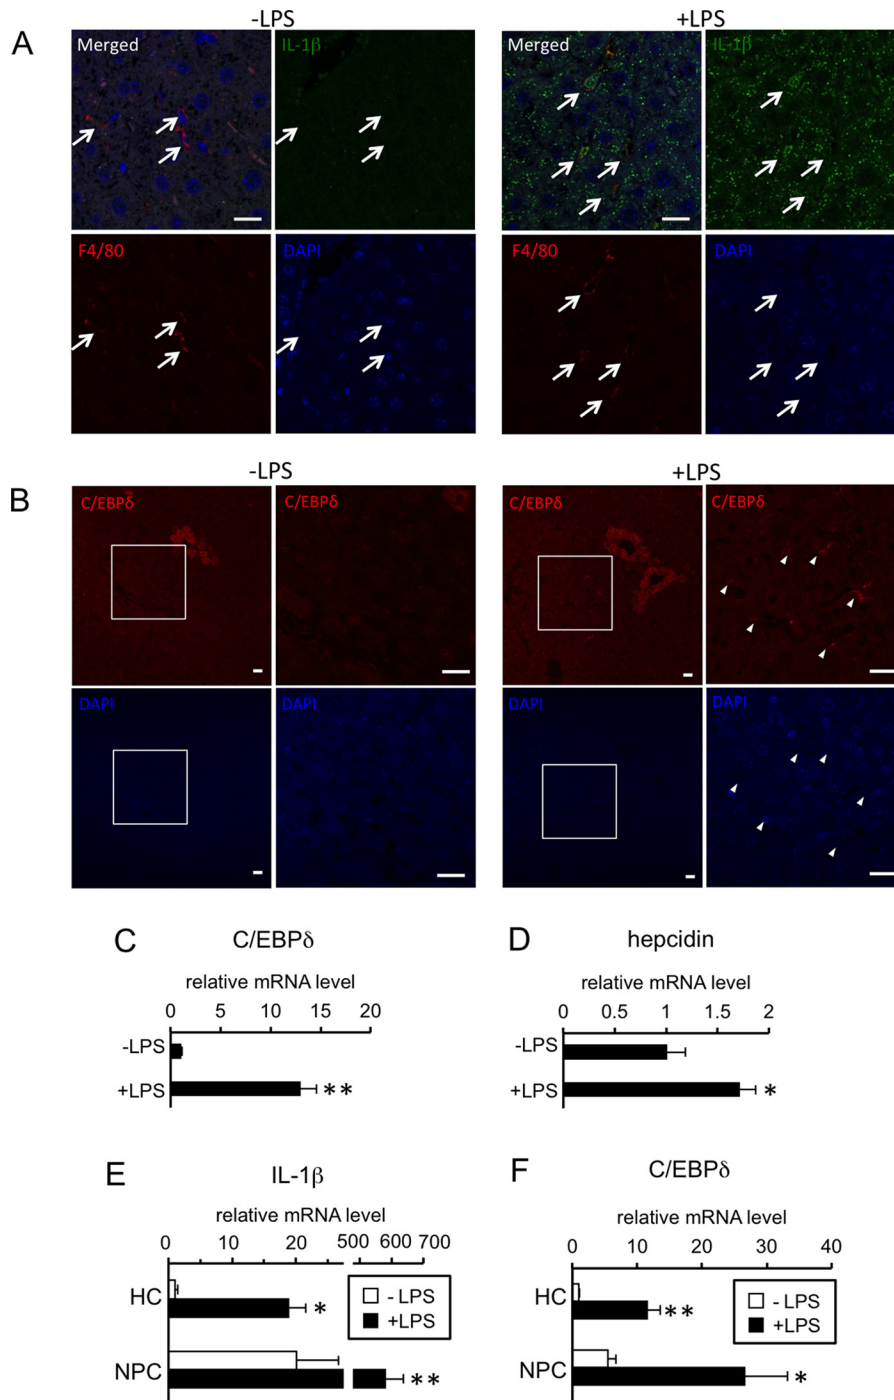 -LPS
+LPS
A
Merged
IL-1β
Merged
IL-1β
F4/80
DAPI
F4/80
DAPI
-LPS
+LPS
B
C/EBPδ
C/EBPδ
C/EBPδ
C/EBPδ
DAPI
DAPI
DAPI
DAPI
C
C/EBPδ
relative mRNA level
0 5 10 15 20
-LPS
+LPS
**
D
hepcidin
relative mRNA level
0 0.5 1 1.5 2
-LPS
+LPS
*
E
IL-1β
relative mRNA level
0 10 20 500 600 700
HC
*
NPC
**
- LPS
+LPS
F
C/EBPδ
relative mRNA level
0 10 20 30 40
HC
**
NPC
*
- LPS
+LPS